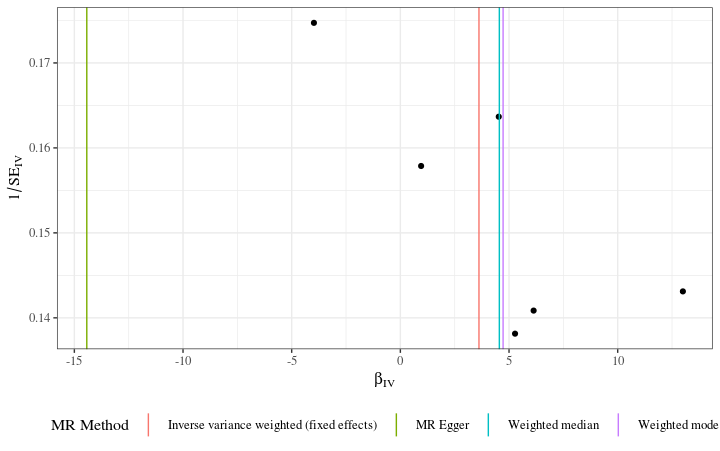 1/SE_IV
0.17
0.16
0.15
0.14
-15 -10 -5 0 5 10
β_IV
MR Method Inverse variance weighted (fixed effects) MR Egger Weighted median Weighted mode